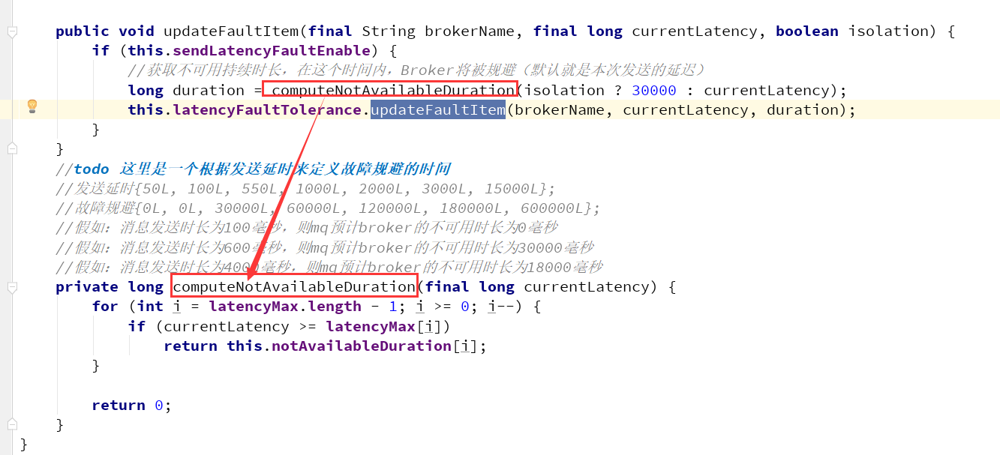 public void updateFaultItem(final String brokerName, final long currentLatency, boolean isolation) {
if (this.sendLatencyFaultEnable) {
//获取不可用持续时长，在这个时间内，Broker将被规避（默认就是本次发送的延迟）
long duration = computeNotAvailableDuration(isolation ? 30000 : currentLatency);
this.latencyFaultTolerance.updateFaultItem(brokerName, currentLatency, duration);
}
}
//todo 这里是一个根据发送延时来定义故障规避的时间
//发送延时{50L, 100L, 550L, 1000L, 2000L, 3000L, 15000L};
//故障规避{0L, 0L, 30000L, 60000L, 120000L, 180000L, 600000L};
//假如：消息发送时长为100毫秒，则mq预计broker的不可用时长为0毫秒
//假如：消息发送时长为600毫秒，则mq预计broker的不可用时长为30000毫秒
//假如：消息发送时长为4000毫秒，则mq预计broker的不可用时长为18000毫秒
private long computeNotAvailableDuration(final long currentLatency) {
for (int i = latencyMax.length - 1; i >= 0; i--) {
if (currentLatency >= latencyMax[i])
return this.notAvailableDuration[i];
}
return 0;
}
}